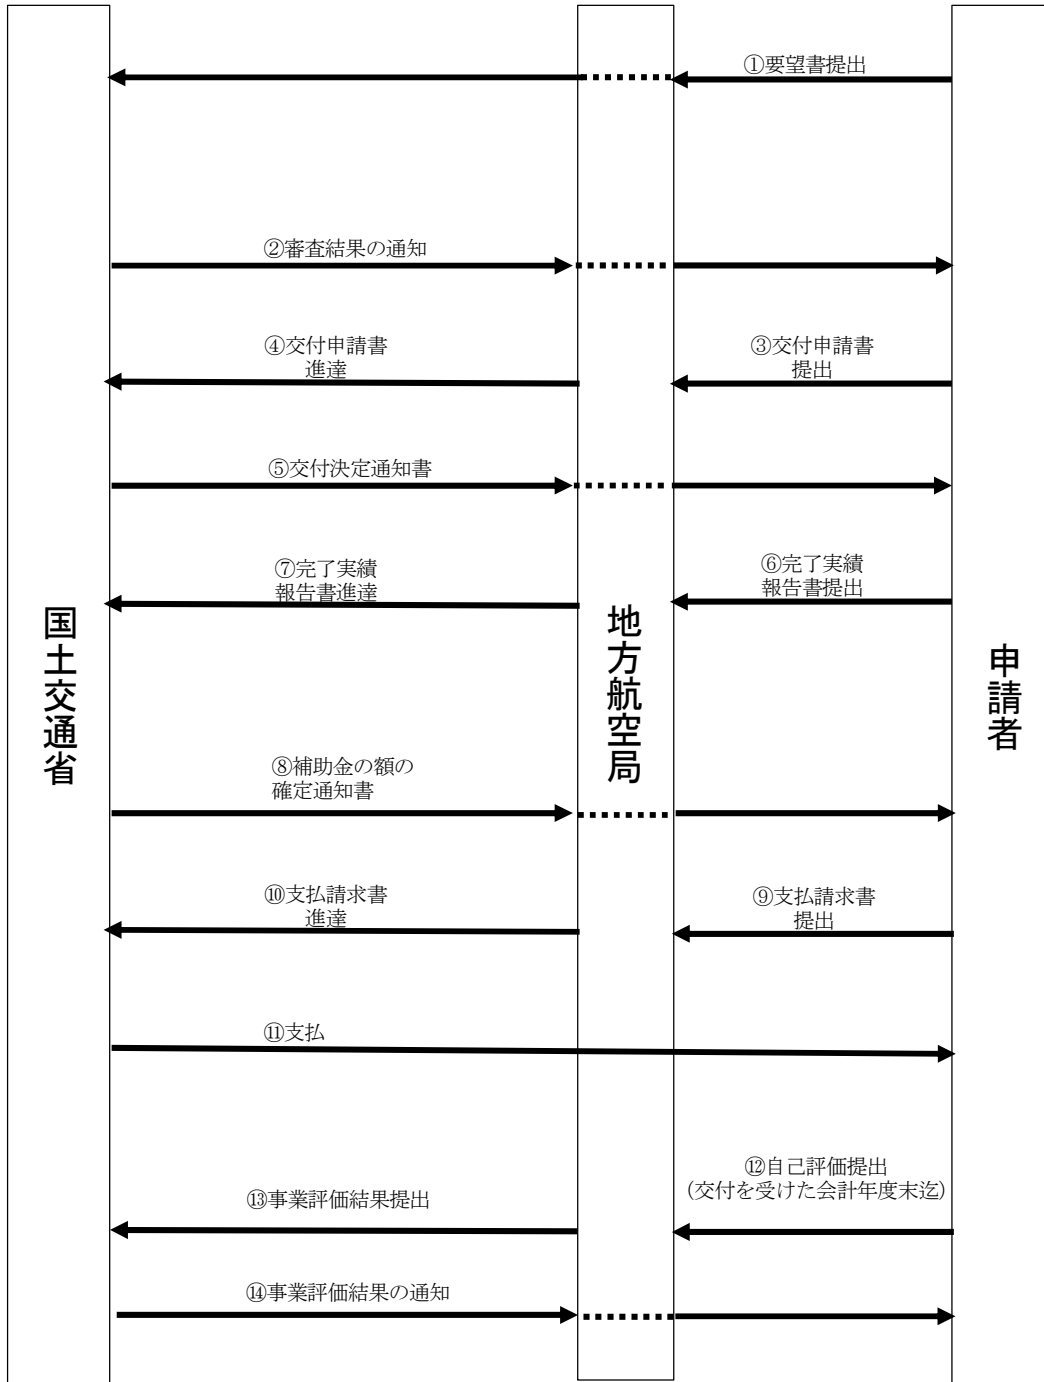 ①要望書提出
②審査結果の通知
④交付申請書
進達
③交付申請書
提出
⑤交付決定通知書
⑦完了実績
報告書進達
⑥完了実績
報告書提出
国土交通省
地方航空局
申請者
⑧補助金の額の
確定通知書
⑩支払請求書
進達
⑨支払請求書
提出
⑪支払
⑫自己評価提出
(交付を受けた会計年度末迄)
⑬事業評価結果提出
⑭事業評価結果の通知